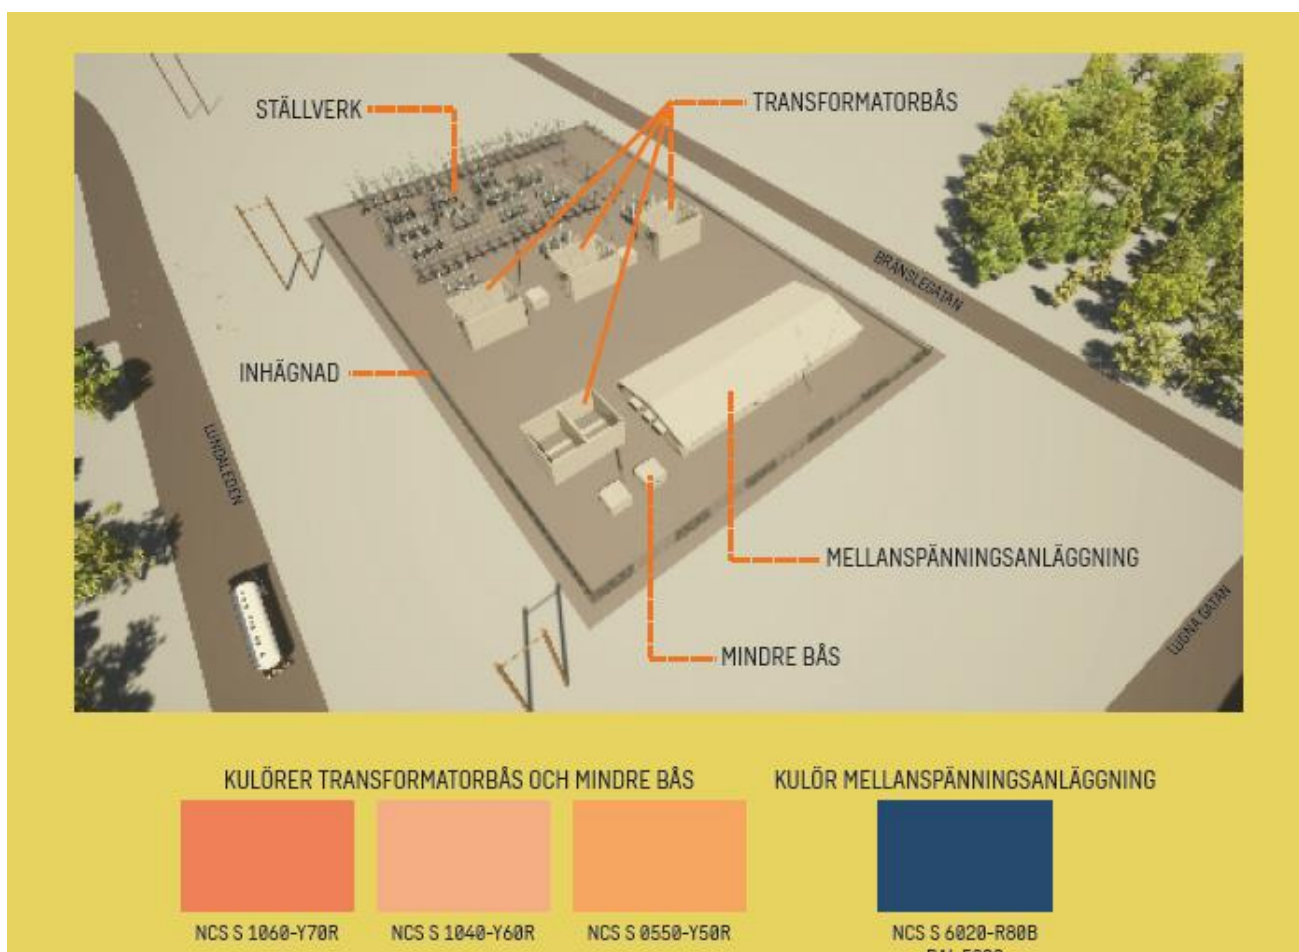 STÄLLVERK
TRANSFORMATORBÅS
BRÄNSLEGATAN
INHÄGNAD
LUNDALEDEN
MELLANSPÄNNINGSANLÄGGNING
LUGNA GATAN
MINDRE BÅS
KULÖRER TRANSFORMATORBÅS OCH MINDRE BÅS
KULÖR MELLANSPÄNNINGSANLÄGGNING
NCS S 1060-Y70R
NCS S 1040-Y60R
NCS S 0550-Y50R
NCS S 6020-R80B